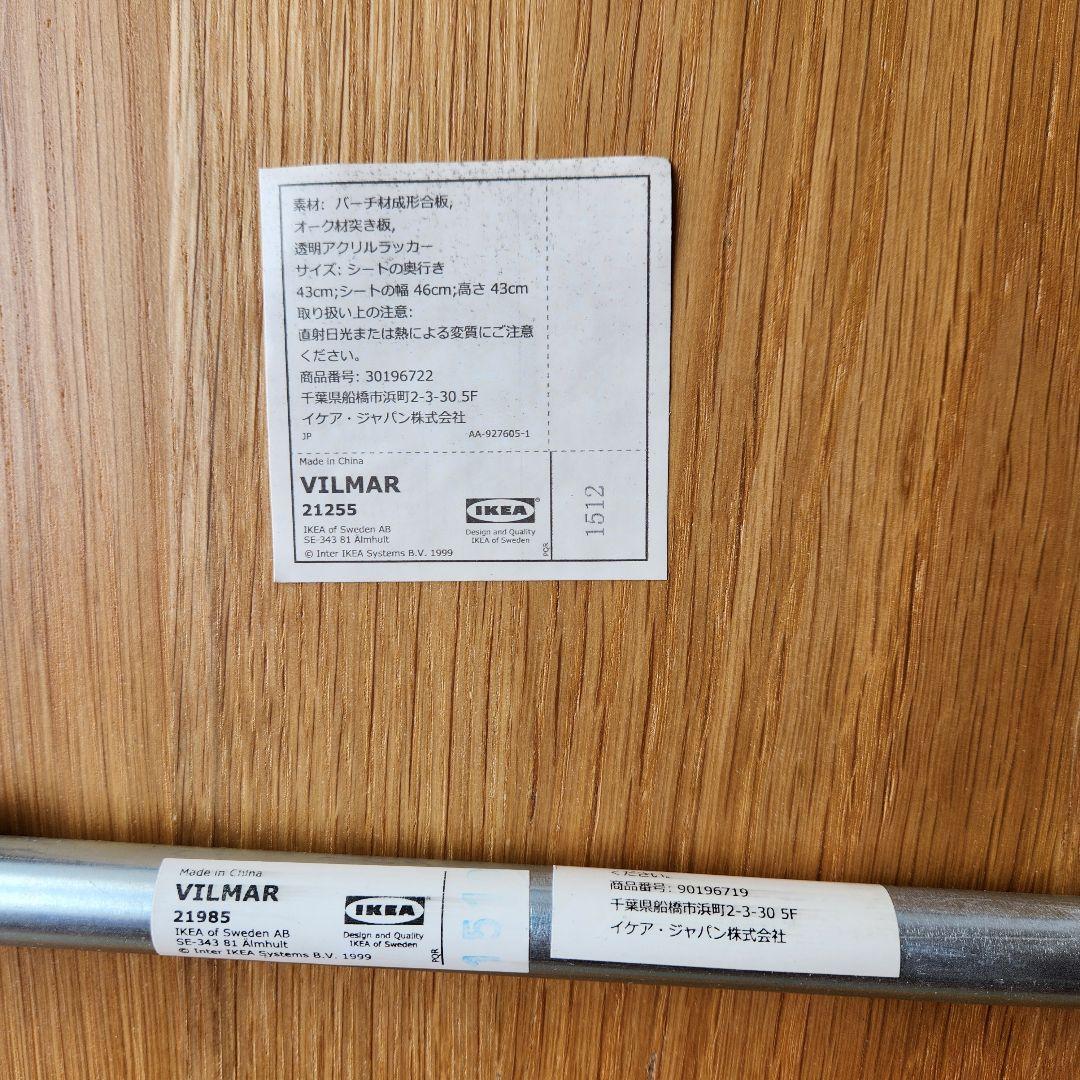 素材: バーチ材成形合板,
オーク材突き板,
透明アクリルラッカー
サイズ: シートの奥行き
43cm;シートの幅 46cm;高さ 43cm
取り扱い上の注意:
直射日光または熱による変質にご注意
ください。
商品番号: 30196722
千葉県船橋市浜町2-3-30 5F
イケア・ジャパン株式会社
JP AA-927605-1
Made in China
VILMAR
21255
IKEA of Sweden AB
SE-343 81 Älmhult
© Inter IKEA Systems B.V. 1999
IKEA®
Design and Quality
IKEA of Sweden
PQR
1512
Made in China
VILMAR
21985
IKEA of Sweden AB
SE-343 81 Älmhult
© Inter IKEA Systems B.V. 1999
IKEA®
Design and Quality
IKEA of Sweden
PQR
ください。
商品番号: 90196719
千葉県船橋市浜町2-3-30 5F
イケア・ジャパン株式会社